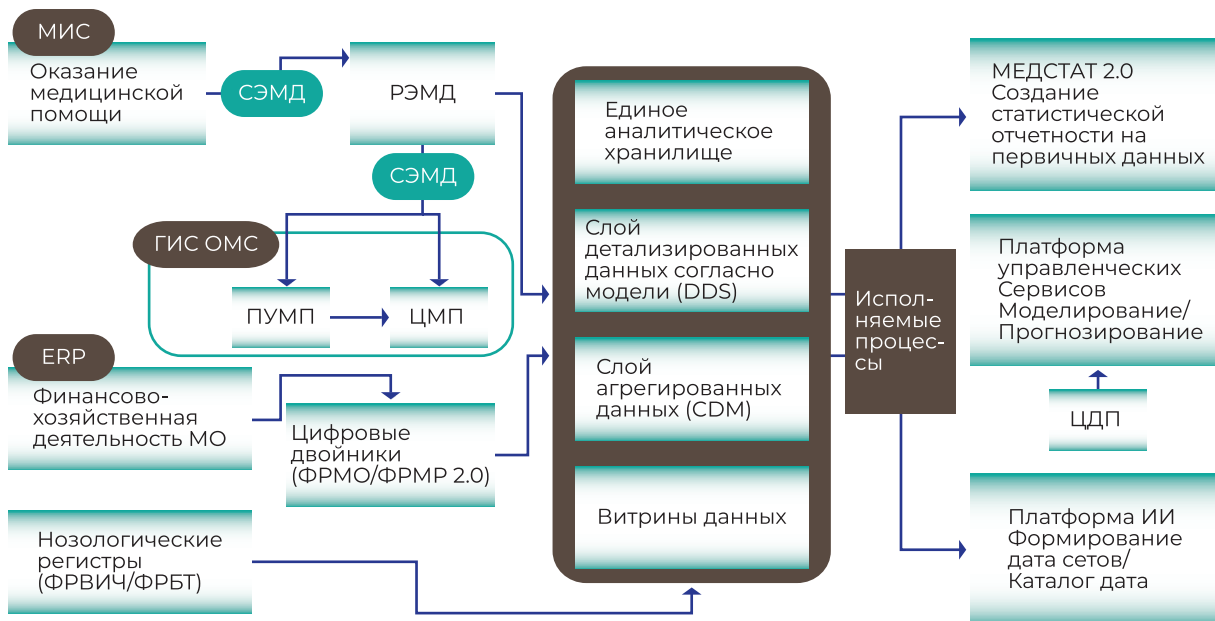 МИС
Оказание
медицинской
помощи
СЭМД
РЭМД
СЭМД
ГИС ОМС
ПУМП
ЦМП
ERP
Финансово-
хозяйственная
деятельность МО
Цифровые
двойники
(ФРМО/ФРМР 2.0)
Нозологические
регистры
(ФРВИЧ/ФРБТ)
Единое
аналитическое
хранилище
Слой
детализированных
данных согласно
модели (DDS)
Слой
агрегированных
данных (CDM)
Витрины данных
Испол-
няемые
процес-
сы
МЕДСТАТ 2.0
Создание
статистической
отчетности на
первичных данных
Платформа
управленческих
Сервисов
Моделирование/
Прогнозирование
ЦДП
Платформа ИИ
Формирование
дата сетов/
Каталог дата